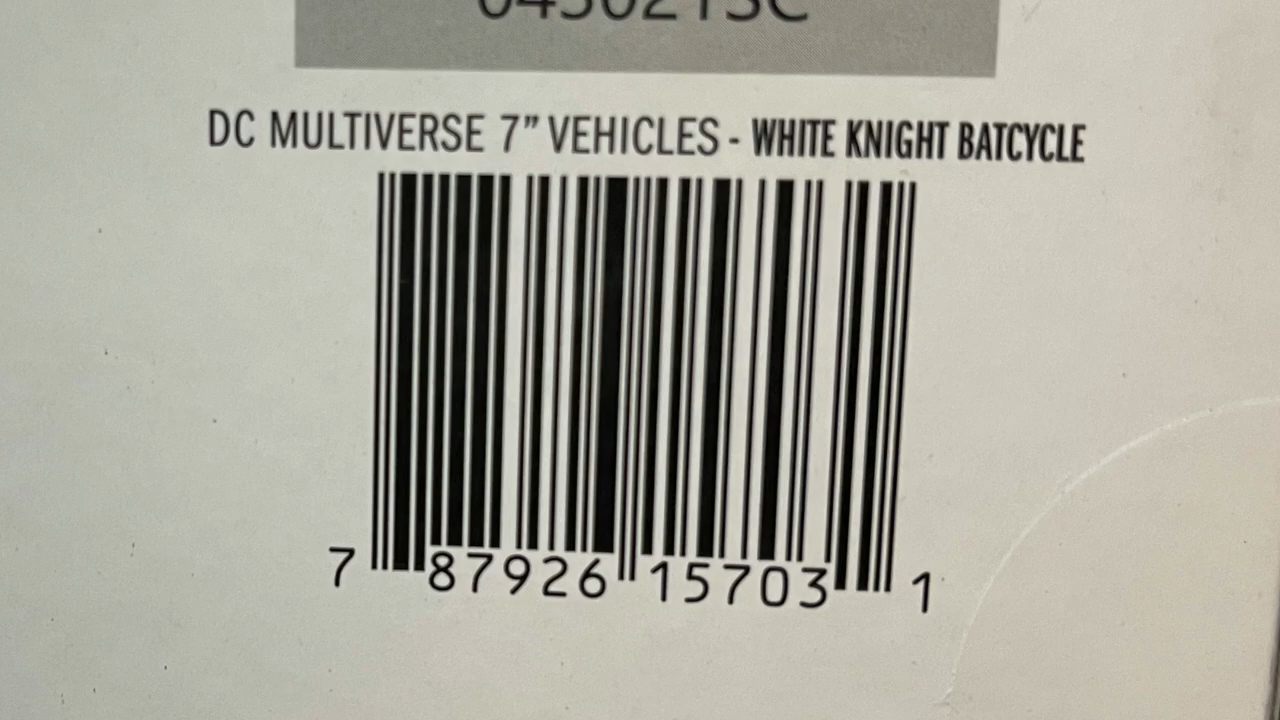 DC MULTIVERSE 7” VEHICLES - WHITE KNIGHT BATCYCLE
7 87926 15703 1